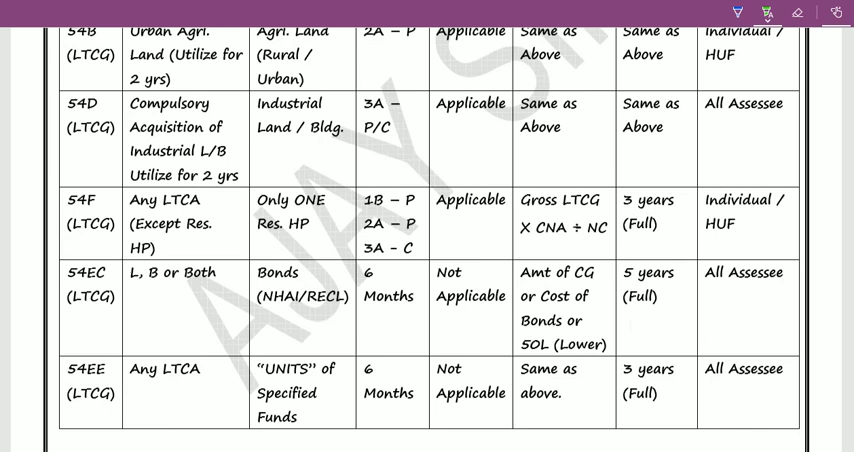 54B
(LTCG)
Urban Agri.
Land (Utilize for
2 yrs)
Agri. Land
(Rural /
Urban)
2A – P
Applicable
Same as
Above
Same as
Above
Individual /
HUF
54D
(LTCG)
Compulsory
Acquisition of
Industrial L/B
Utilize for 2 yrs
Industrial
Land / Bldg.
3A –
P/C
Applicable
Same as
Above
Same as
Above
All Assessee
54F
(LTCG)
Any LTCA
(Except Res.
HP)
Only ONE
Res. HP
1B – P
2A – P
3A - C
Applicable
Gross LTCG
X CNA ÷ NC
3 years
(Full)
Individual /
HUF
54EC
(LTCG)
L, B or Both
Bonds
(NHAI/RECL)
6
Months
Not
Applicable
Amt of CG
or Cost of
Bonds or
50L (Lower)
5 years
(Full)
All Assessee
54EE
(LTCG)
Any LTCA
“UNITS” of
Specified
Funds
6
Months
Not
Applicable
Same as
above.
3 years
(Full)
All Assessee
AJAY